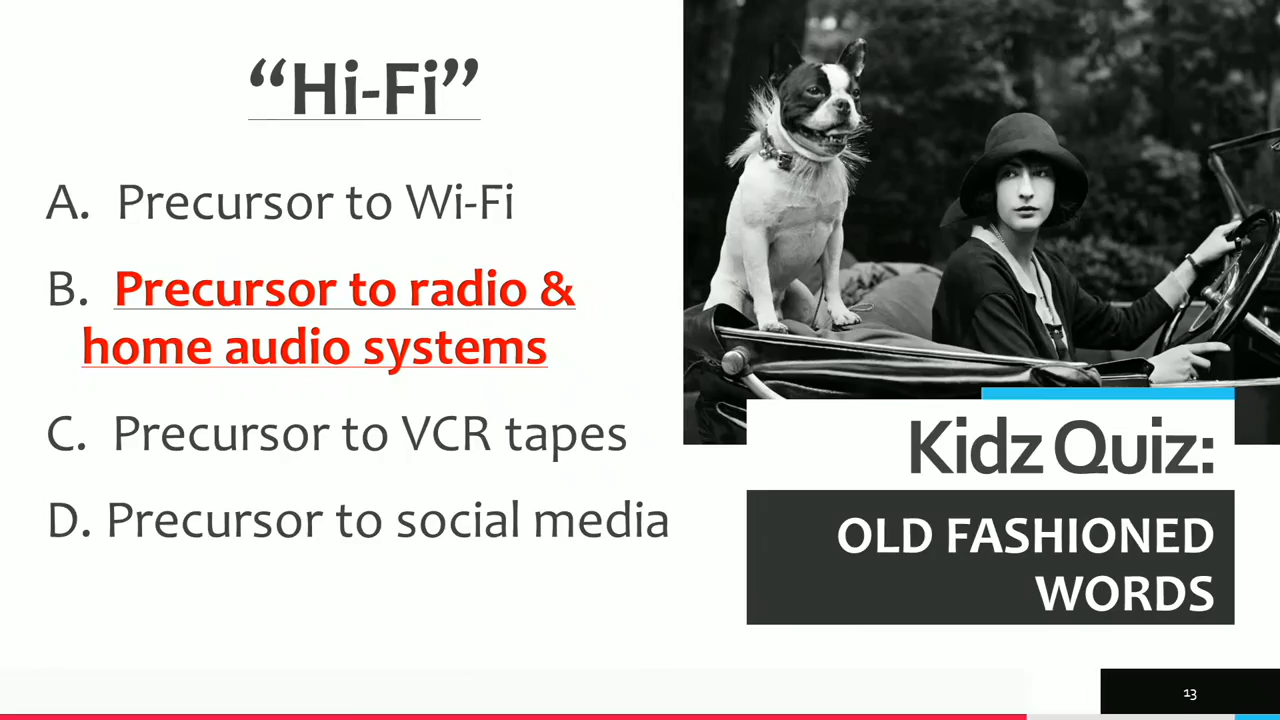 “Hi-Fi”
A. Precursor to Wi-Fi
B. Precursor to radio &
home audio systems
C. Precursor to VCR tapes
D. Precursor to social media
Kidz Quiz:
OLD FASHIONED
WORDS
13